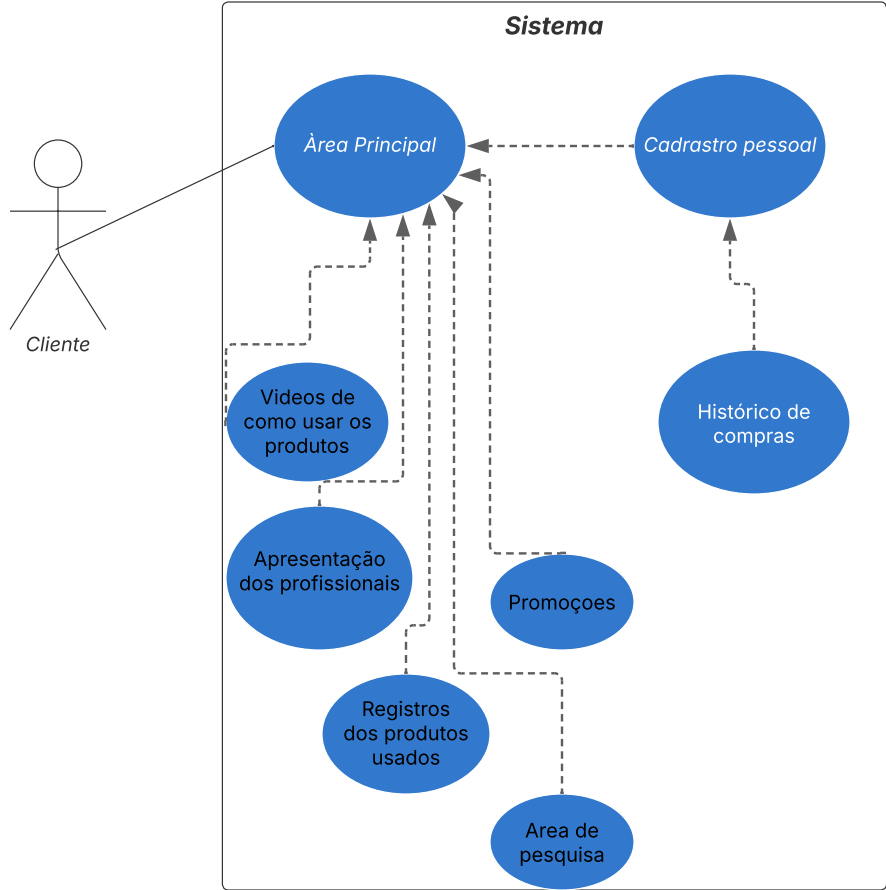 Sistema
Àrea Principal
Cadrastro pessoal
Cliente
Videos de
como usar os
produtos
Histórico de
compras
Apresentação
dos profissionais
Promoçoes
Registros
dos produtos
usados
Area de
pesquisa